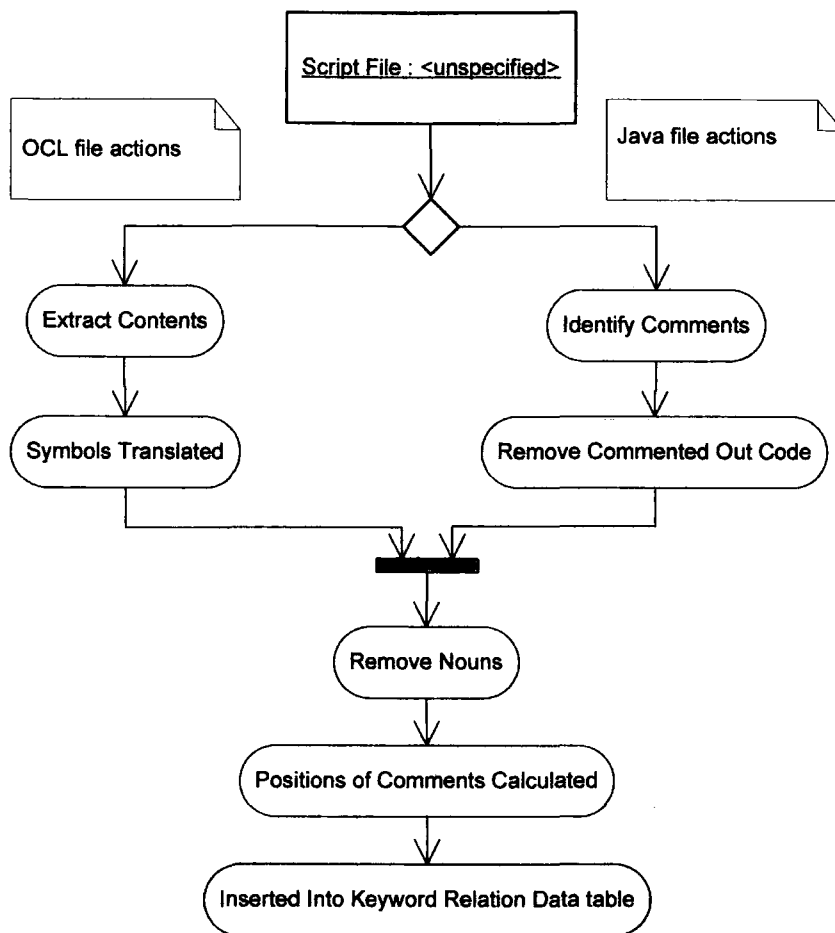 Script File : <unspecified>
OCL file actions
Java file actions
Extract Contents
Identify Comments
Symbols Translated
Remove Commented Out Code
Remove Nouns
Positions of Comments Calculated
Inserted Into Keyword Relation Data table